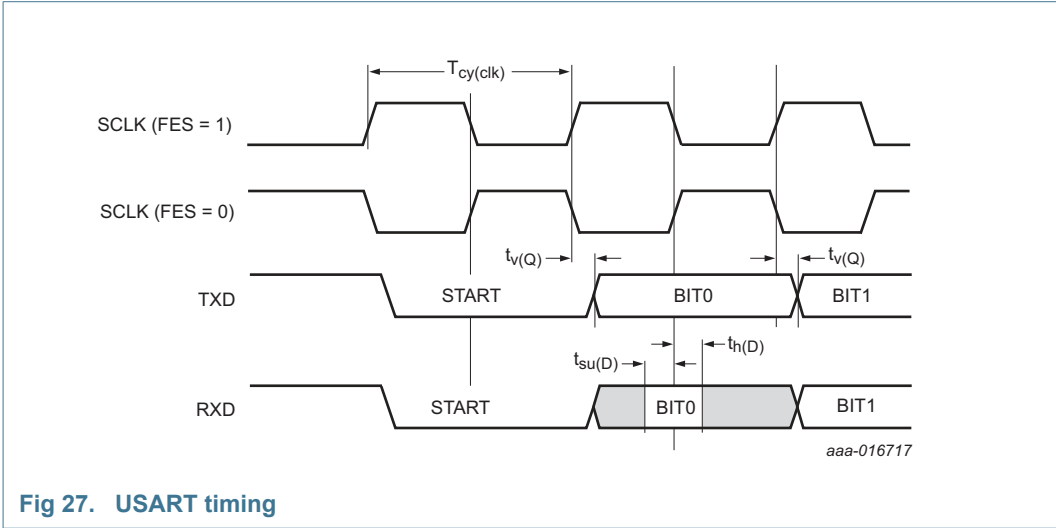 Tcy(clk)
SCLK (FES = 1)
SCLK (FES = 0)
tv(Q)
tv(Q)
TXD
START
BIT0
BIT1
th(D)
tsu(D)
RXD
START
BIT0
BIT1
aaa-016717
Fig 27. USART timing